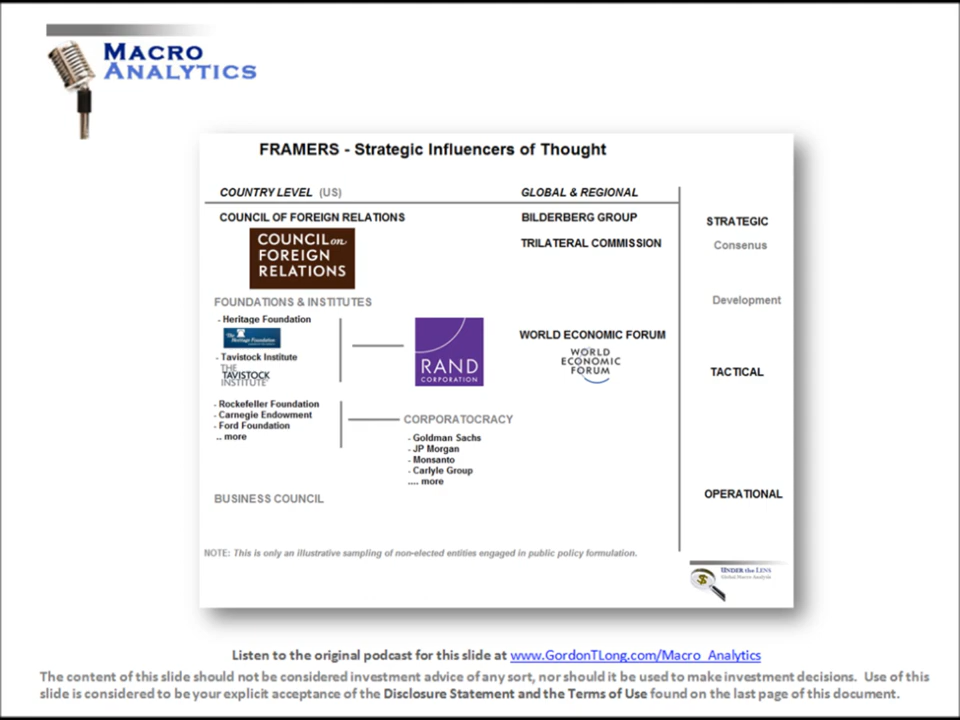 MACRO
ANALYTICS
FRAMERS - Strategic Influencers of Thought
COUNTRY LEVEL (US)
GLOBAL & REGIONAL
COUNCIL OF FOREIGN RELATIONS
BILDERBERG GROUP
STRATEGIC
TRILATERAL COMMISSION
Consenus
COUNCIL on
FOREIGN
RELATIONS
FOUNDATIONS & INSTITUTES
Development
- Heritage Foundation
The
Heritage Foundation
- Tavistock Institute
THE
TAVISTOCK
INSTITUTE
RAND
CORPORATION
WORLD ECONOMIC FORUM
WORLD
ECONOMIC
FORUM
TACTICAL
- Rockefeller Foundation
- Carnegie Endowment
- Ford Foundation
.. more
CORPORATOCRACY
- Goldman Sachs
- JP Morgan
- Monsanto
- Carlyle Group
.... more
BUSINESS COUNCIL
OPERATIONAL
NOTE: This is only an illustrative sampling of non-elected entities engaged in public policy formulation.
UNDER the LENS
Global Macro Analysis
Listen to the original podcast for this slide at www.GordonTLong.com/Macro_Analytics
The content of this slide should not be considered investment advice of any sort, nor should it be used to make investment decisions. Use of this
slide is considered to be your explicit acceptance of the Disclosure Statement and the Terms of Use found on the last page of this document.